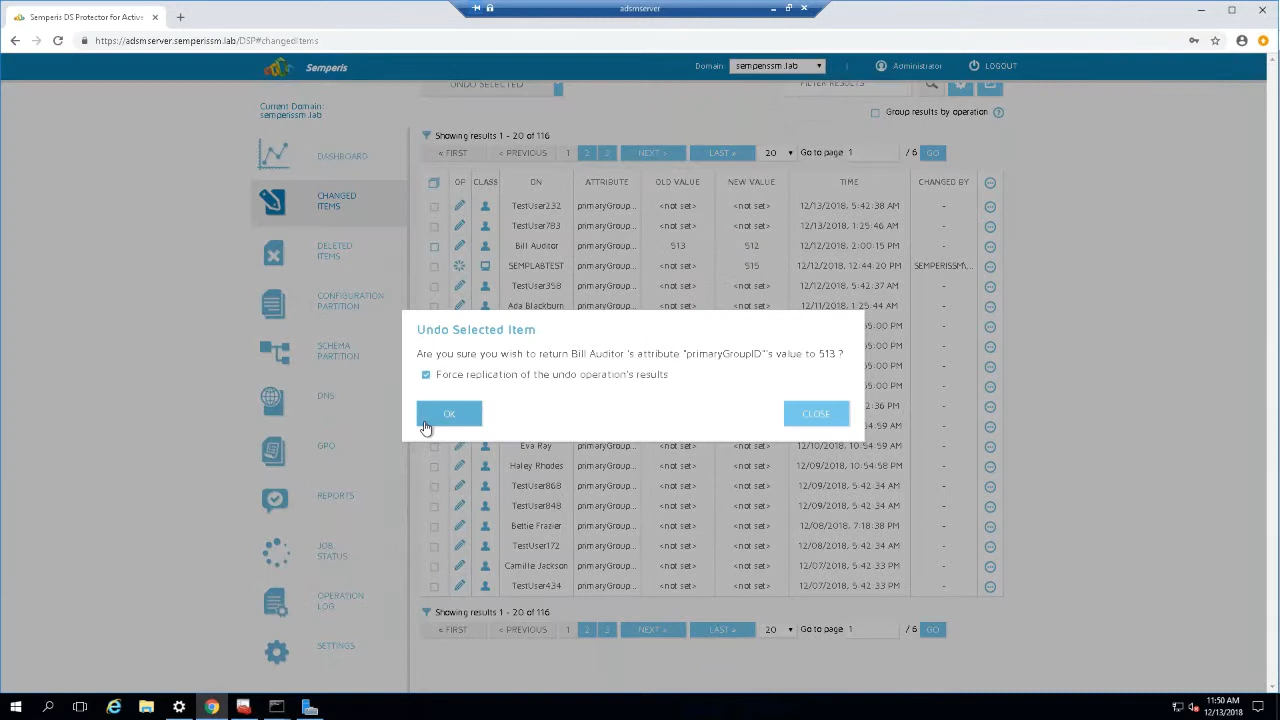 Semperis DS Protector for Active
adsmserver
https://adsmserver.semperissm.lab/DSP#changedItems
Semperis
Domain: semperissm.lab
Administrator
LOGOUT
Current Domain:
semperissm.lab
UNDO SELECTED
FILTER RESULTS
Group results by operation
DASHBOARD
CHANGED
ITEMS
DELETED
ITEMS
CONFIGURATION
PARTITION
SCHEMA
PARTITION
DNS
GPO
REPORTS
JOB
STATUS
OPERATION
LOG
SETTINGS
Showing results 1 - 20 of 116
« FIRST < PREVIOUS 1 2 3 NEXT > LAST » 20 Go to page 1 / 6 GO
OP CLASS DN ATTRIBUTE OLD VALUE NEW VALUE TIME CHANGED BY
TestUser232 primaryGroup... <not set> <not set> 12/13/2018, 5:42:38 AM -
TestUser783 primaryGroup... <not set> <not set> 12/13/2018, 1:25:46 AM -
Bill Auditor primaryGroup... 513 512 12/12/2018, 2:00:15 PM -
SEMPLABTEST primaryGroup... <not set> 515 12/12/2018, 12:44:20 PM SEMPERISSM\...
TestUser358 primaryGroup... <not set> <not set> 12/12/2018, 5:42:37 AM -
Ada Blackburn primaryGroup... <not set> <not set> 12/11/2018, 1:25:44 AM -
Undo Selected Item
Are you sure you wish to return Bill Auditor 's attribute "primaryGroupID"'s value to 513 ?
Force replication of the undo operation's results
OK
CLOSE
55:00 PM -
55:00 PM -
55:00 PM -
55:00 PM -
2:36 PM -
Eva Ray primaryGroup... <not set> <not set> 12/10/2018, 10:54:59 AM -
Haley Rhodes primaryGroup... <not set> <not set> 12/09/2018, 10:54:58 PM -
TestUser868 primaryGroup... <not set> <not set> 12/09/2018, 5:42:34 AM -
TestUser848 primaryGroup... <not set> <not set> 12/09/2018, 5:42:34 AM -
Bettie Frazier primaryGroup... <not set> <not set> 12/08/2018, 7:18:38 PM -
TestUser172 primaryGroup... <not set> <not set> 12/08/2018, 5:42:34 AM -
Camille Jackson primaryGroup... <not set> <not set> 12/07/2018, 5:42:33 AM -
TestUser434 primaryGroup... <not set> <not set> 12/07/2018, 5:42:33 AM -
Showing results 1 - 20 of 116
« FIRST < PREVIOUS 1 2 3 NEXT > LAST » 20 Go to page 1 / 6 GO
11:50 AM
12/13/2018